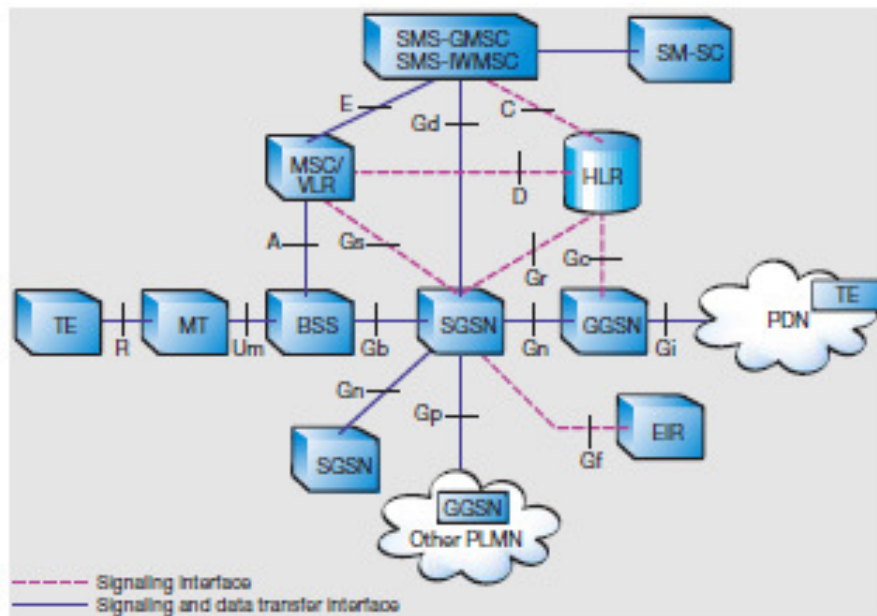 SMS-GMSC
SMS-IWMSC
SM-SC
E
Gd
C
MSC/
VLR
D
HLR
A
Gs
Gr
Gc
TE
R
MT
Um
BSS
Gb
SGSN
Gn
GGSN
Gi
PDN
TE
Gn
Gp
SGSN
Gf
EIR
GGSN
Other PLMN
Signaling Interface
Signaling and data transfer interface